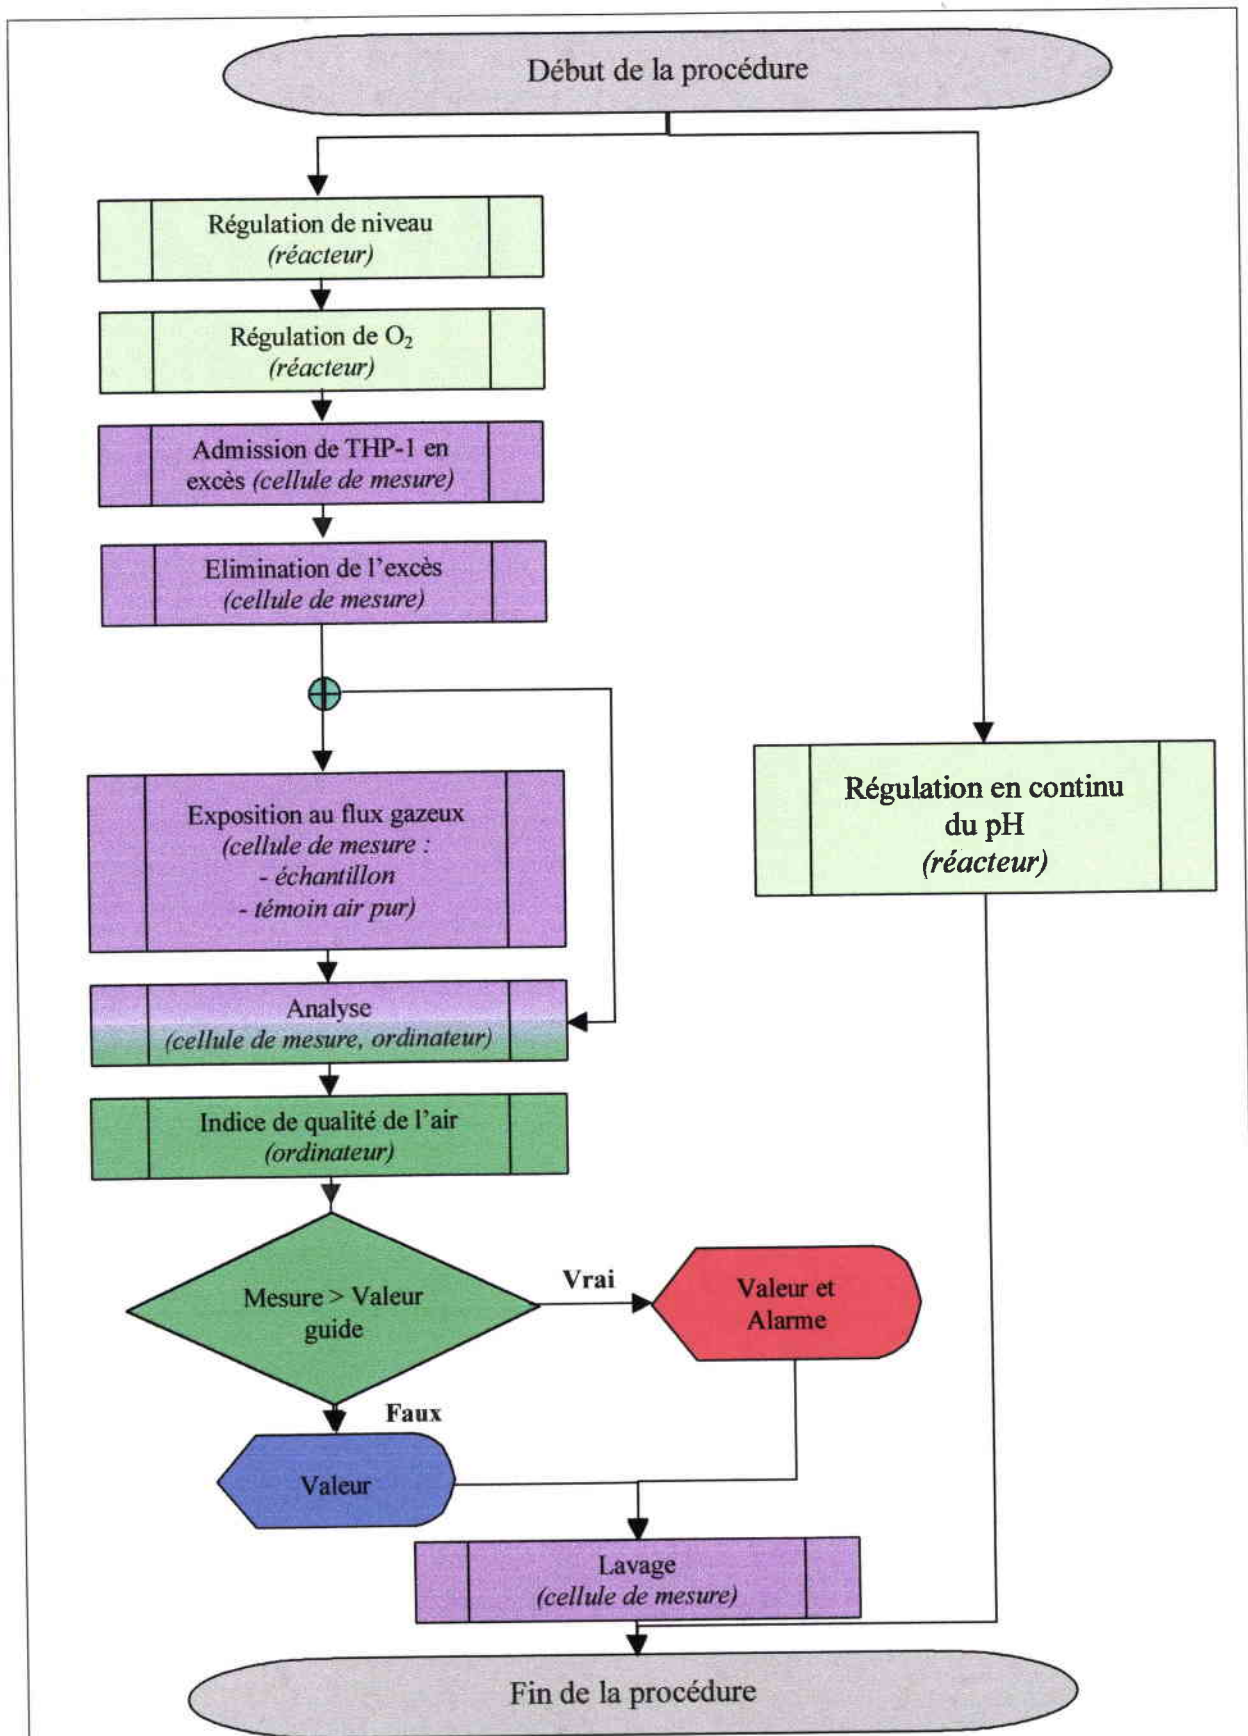 Début de la procédure
Régulation de niveau
(réacteur)
Régulation de O₂
(réacteur)
Admission de THP-1 en
excès (cellule de mesure)
Elimination de l'excès
(cellule de mesure)
Exposition au flux gazeux
(cellule de mesure :
- échantillon
- témoin air pur)
Régulation en continu
du pH
(réacteur)
Analyse
(cellule de mesure, ordinateur)
Indice de qualité de l'air
(ordinateur)
Mesure > Valeur
guide
Vrai
Valeur et
Alarme
Faux
Valeur
Lavage
(cellule de mesure)
Fin de la procédure